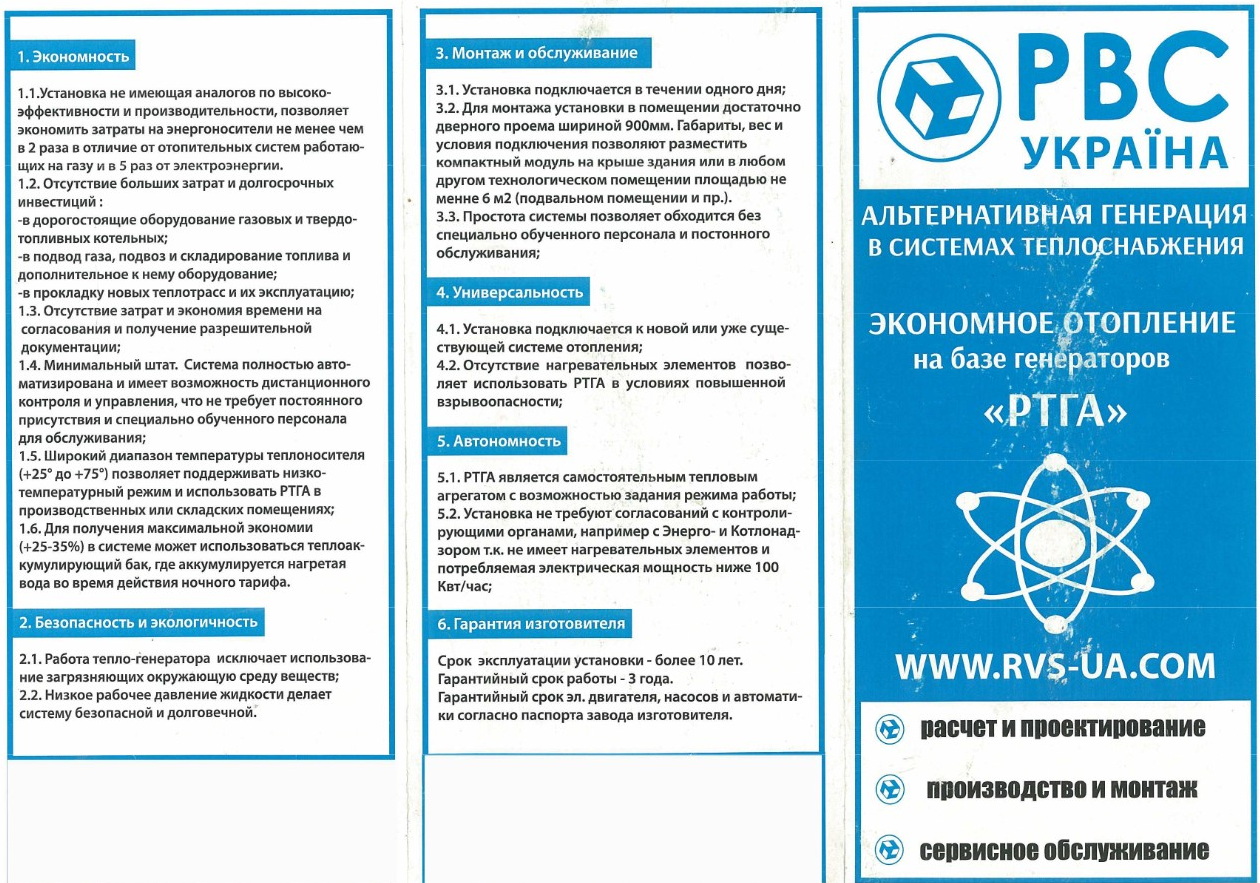 1. Экономность
1.1.Установка не имеющая аналогов по высоко-
эффективности и производительности, позволяет
экономить затраты на энергоносители не менее чем
в 2 раза в отличие от отопительных систем работаю-
щих на газу и в 5 раз от электроэнергии.
1.2. Отсутствие больших затрат и долгосрочных
инвестиций :
-в дорогостоящие оборудование газовых и твердо-
топливных котельных;
-в подвод газа, подвоз и складирование топлива и
дополнительное к нему оборудование;
-в прокладку новых теплотрасс и их эксплуатацию;
1.3. Отсутствие затрат и экономия времени на
согласования и получение разрешительной
документации;
1.4. Минимальный штат. Система полностью авто-
матизирована и имеет возможность дистанционного
контроля и управления, что не требует постоянного
присутствия и специально обученного персонала
для обслуживания;
1.5. Широкий диапазон температуры теплоносителя
(+25° до +75°) позволяет поддерживать низко-
температурный режим и использовать РТГА в
производственных или складских помещениях;
1.6. Для получения максимальной экономии
(+25-35%) в системе может использоваться теплоак-
кумулирующий бак, где аккумулируется нагретая
вода во время действия ночного тарифа.
2. Безопасность и экологичность
2.1. Работа тепло-генератора исключает использова-
ние загрязняющих окружающую среду веществ;
2.2. Низкое рабочее давление жидкости делает
систему безопасной и долговечной.
3. Монтаж и обслуживание
3.1. Установка подключается в течении одного дня;
3.2. Для монтажа установки в помещении достаточно
дверного проема шириной 900мм. Габариты, вес и
условия подключения позволяют разместить
компактный модуль на крыше здания или в любом
другом технологическом помещении площадью не
менее 6 м2 (подвальном помещении и пр.).
3.3. Простота системы позволяет обходится без
специально обученного персонала и постонного
обслуживания;
4. Универсальность
4.1. Установка подключается к новой или уже суще-
ствующей системе отопления;
4.2. Отсутствие нагревательных элементов позво-
ляет использовать РТГА в условиях повышенной
взрывоопасности;
5. Автономность
5.1. РТГА является самостоятельным тепловым
агрегатом с возможностью задания режима работы;
5.2. Установка не требуют согласований с контроли-
рующими органами, например с Энерго- и Котлонад-
зором т.к. не имеет нагревательных элементов и
потребляемая электрическая мощность ниже 100
Квт/час;
6. Гарантия изготовителя
Срок эксплуатации установки - более 10 лет.
Гарантийный срок работы - 3 года.
Гарантийный срок эл. двигателя, насосов и автомати-
ки согласно паспорта завода изготовителя.
РВС
УКРАЇНА
АЛЬТЕРНАТИВНАЯ ГЕНЕРАЦИЯ
В СИСТЕМАХ ТЕПЛОСНАБЖЕНИЯ
ЭКОНОМНОЕ ОТОПЛЕНИЕ
на базе генераторов
«РТГА»
WWW.RVS-UA.COM
расчет и проектирование
производство и монтаж
сервисное обслуживание